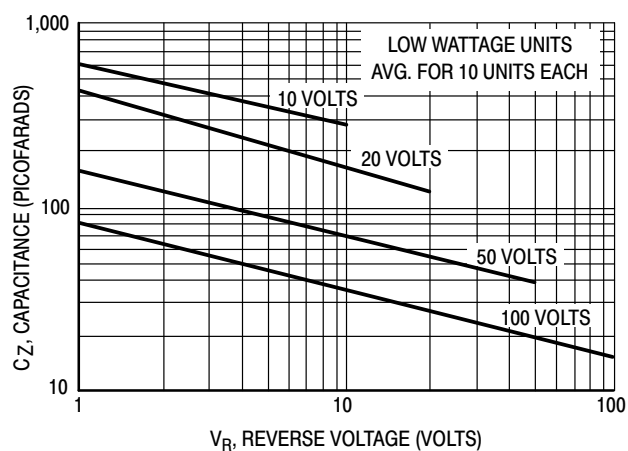 1,000
LOW WATTAGE UNITS
AVG. FOR 10 UNITS EACH
10 VOLTS
20 VOLTS
100
50 VOLTS
100 VOLTS
10
1
10
100
CZ, CAPACITANCE (PICOFARADS)
VR, REVERSE VOLTAGE (VOLTS)